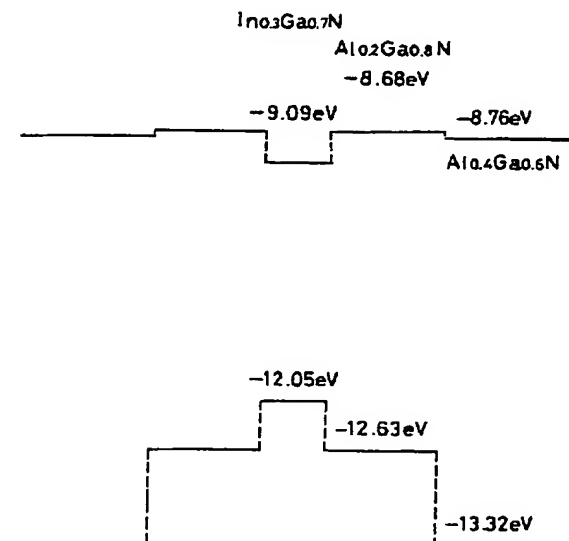 In0.3Ga0.7N
Al0.2Ga0.8N
-8.68eV
-9.09eV
-8.76eV
Al0.4Ga0.6N
-12.05eV
-12.63eV
-13.32eV